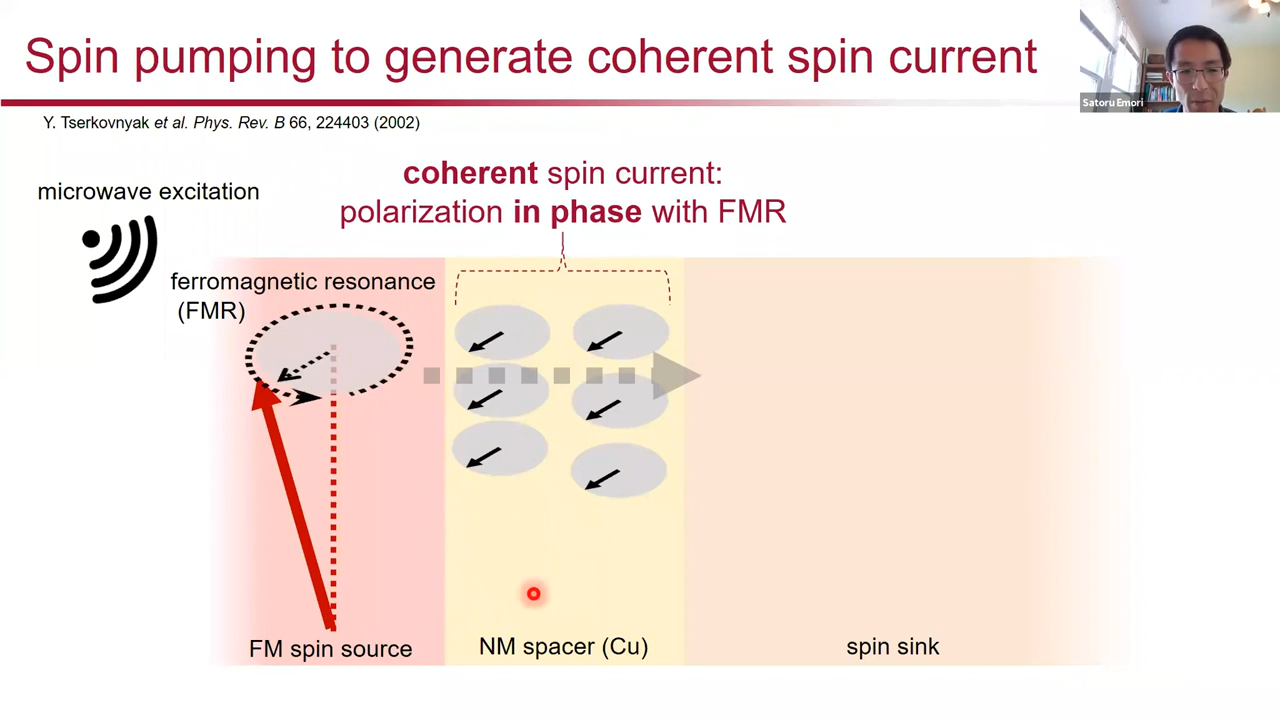 Spin pumping to generate coherent spin current
Satoru Emori
Y. Tserkovnyak et al. Phys. Rev. B 66, 224403 (2002)
microwave excitation
coherent spin current:
polarization in phase with FMR
ferromagnetic resonance
(FMR)
FM spin source
NM spacer (Cu)
spin sink